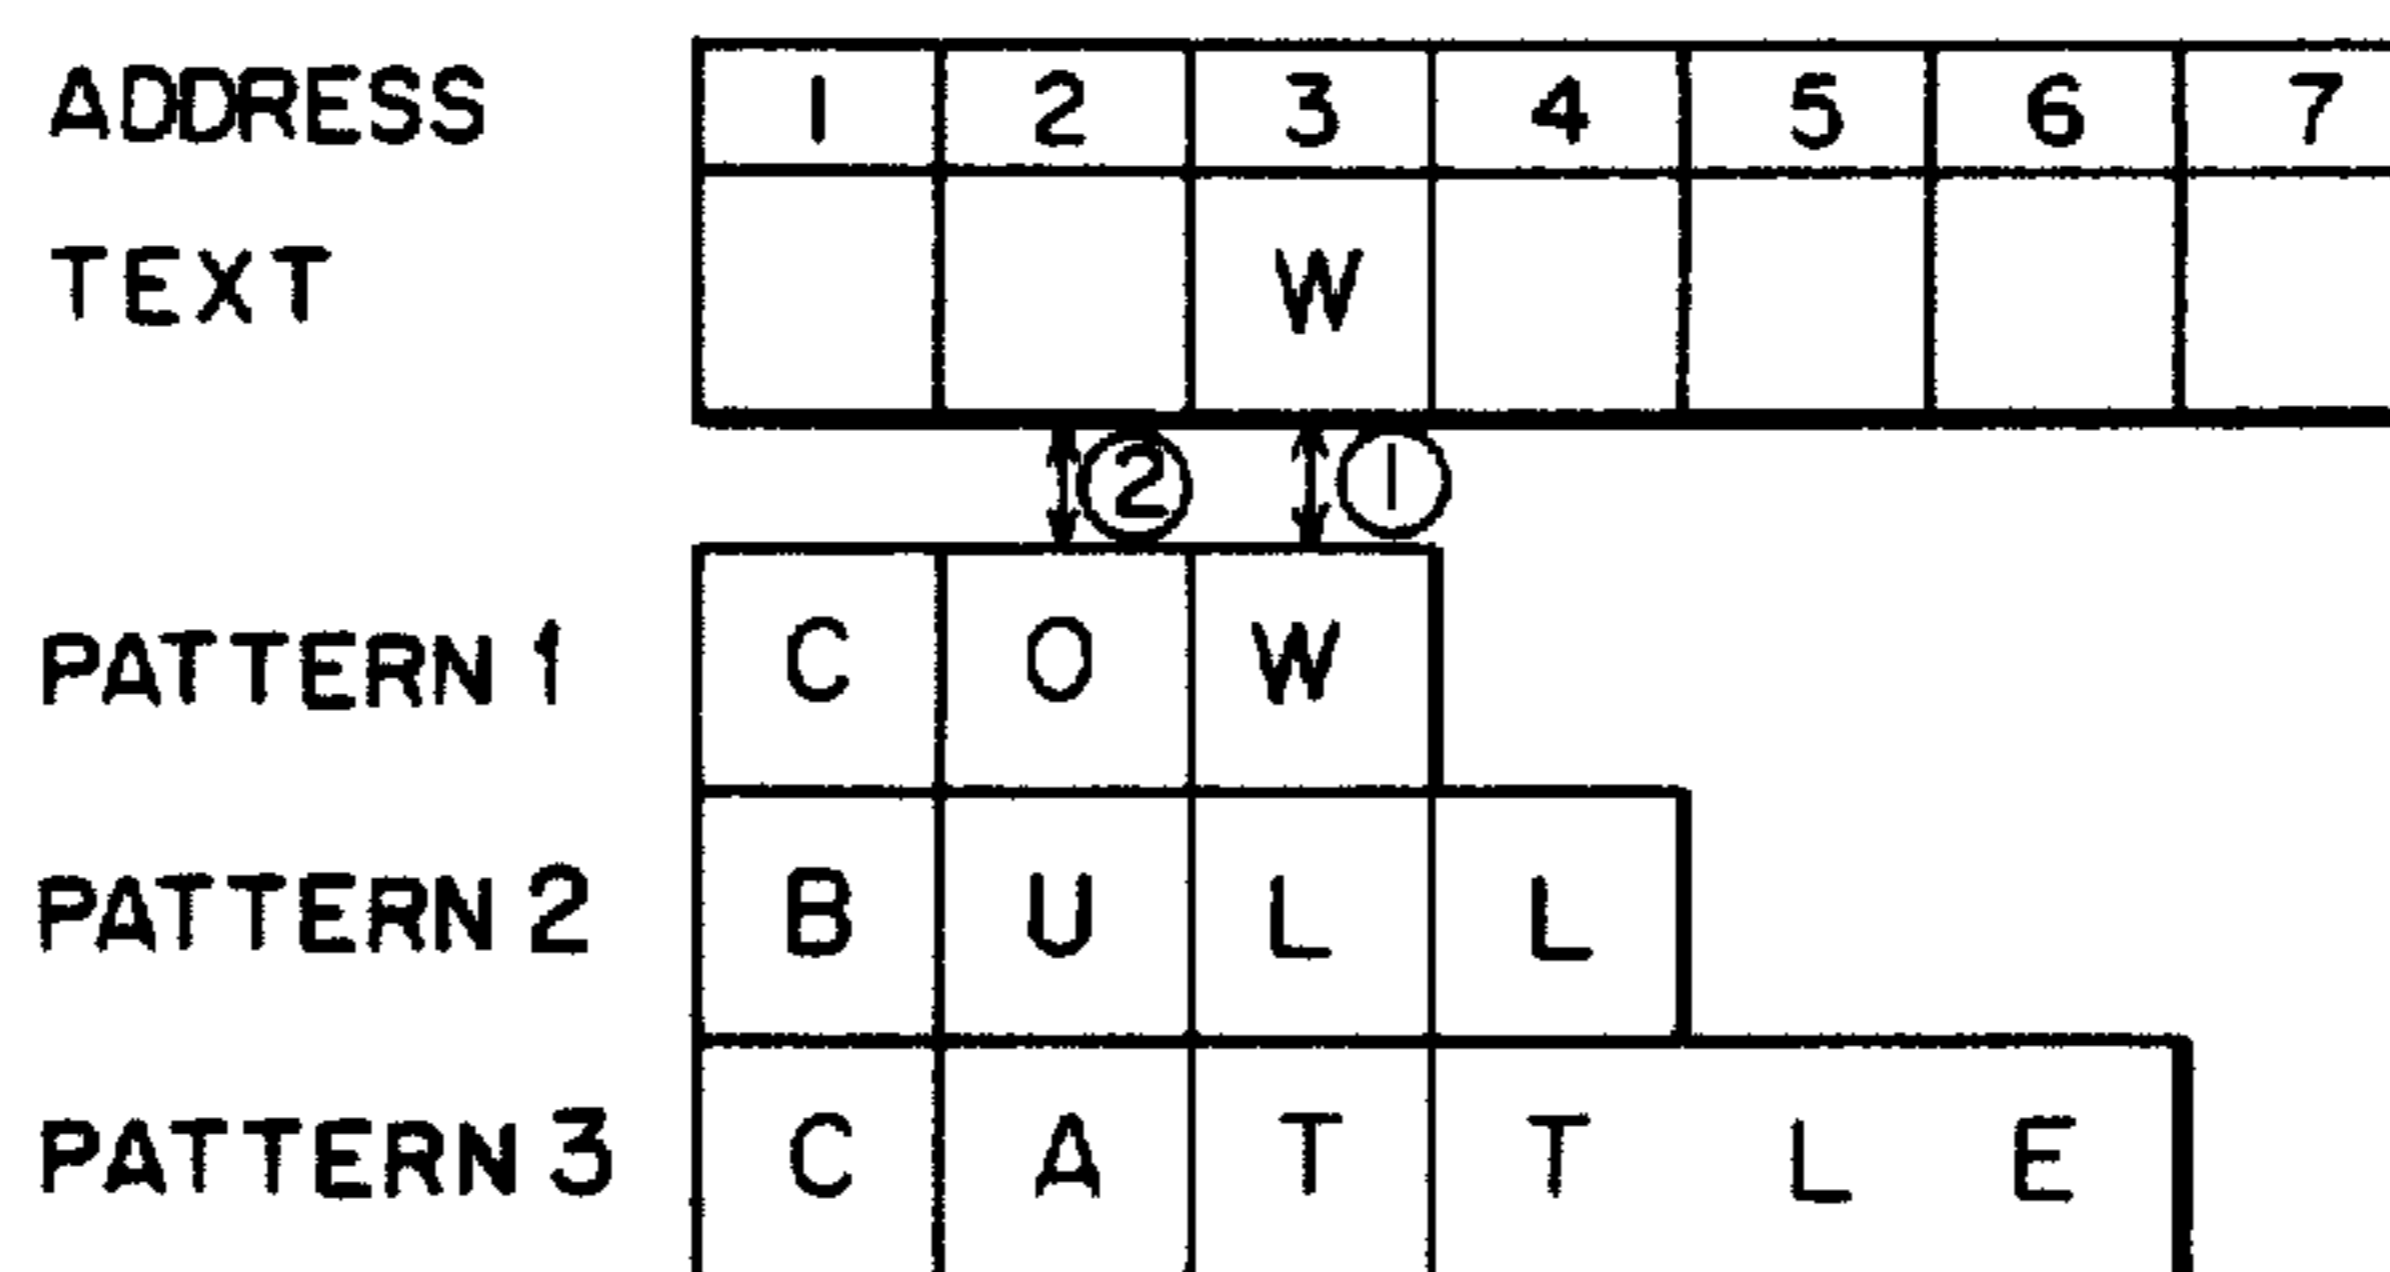 ADDRESS 1 2 3 4 5 6 7
TEXT W
2 1
PATTERN 1 C O W
PATTERN 2 B U L L
PATTERN 3 C A T T L E